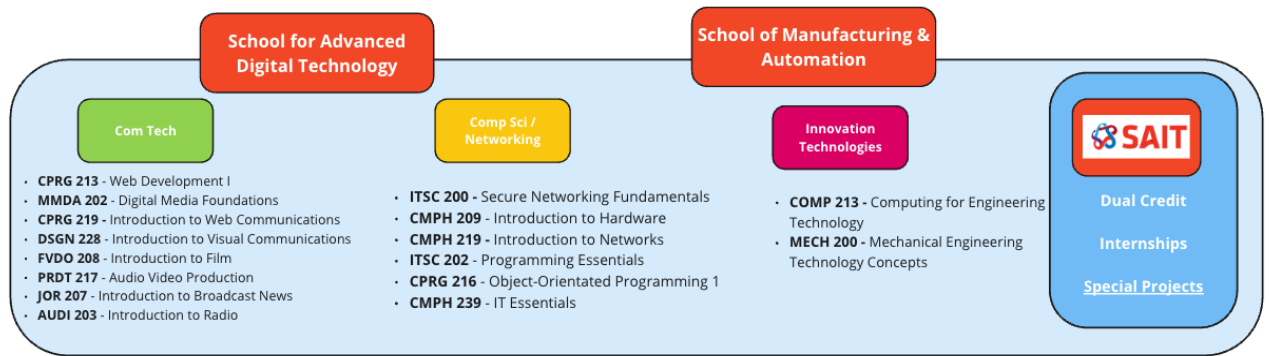 School for Advanced
Digital Technology
School of Manufacturing &
Automation
Com Tech
CPRG 213 - Web Development I
MMDA 202 - Digital Media Foundations
CPRG 219 - Introduction to Web Communications
DSGN 228 - Introduction to Visual Communications
FVDO 208 - Introduction to Film
PRDT 217 - Audio Video Production
JOR 207 - Introduction to Broadcast News
AUDI 203 - Introduction to Radio
Comp Sci /
Networking
ITSC 200 - Secure Networking Fundamentals
CMPH 209 - Introduction to Hardware
CMPH 219 - Introduction to Networks
ITSC 202 - Programming Essentials
CPRG 216 - Object-Orientated Programming 1
CMPH 239 - IT Essentials
Innovation
Technologies
COMP 213 - Computing for Engineering
Technology
MECH 200 - Mechanical Engineering
Technology Concepts
SAIT
Dual Credit
Internships
Special Projects